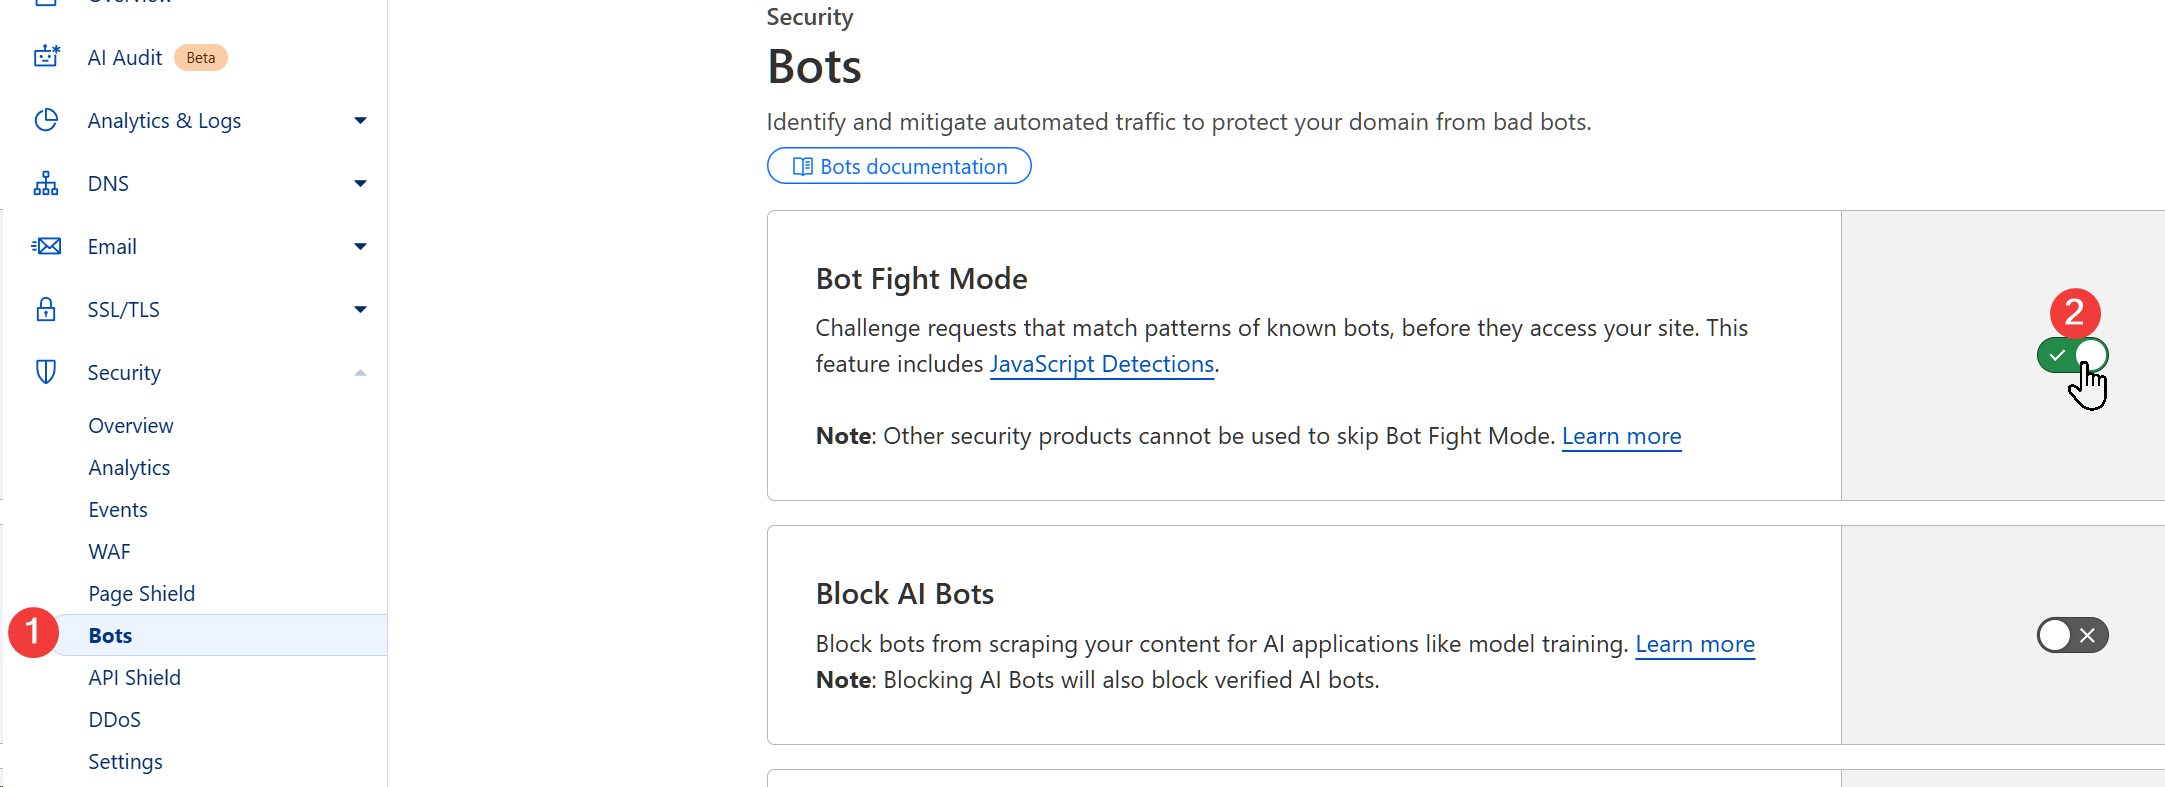 Overview
AI Audit Beta
Analytics & Logs
DNS
Email
SSL/TLS
Security
Overview
Analytics
Events
WAF
Page Shield
1
Bots
API Shield
DDoS
Settings
Security
Bots
Identify and mitigate automated traffic to protect your domain from bad bots.
Bots documentation
Bot Fight Mode
Challenge requests that match patterns of known bots, before they access your site. This
feature includes JavaScript Detections.
Note: Other security products cannot be used to skip Bot Fight Mode. Learn more
2
Block AI Bots
Block bots from scraping your content for AI applications like model training. Learn more
Note: Blocking AI Bots will also block verified AI bots.